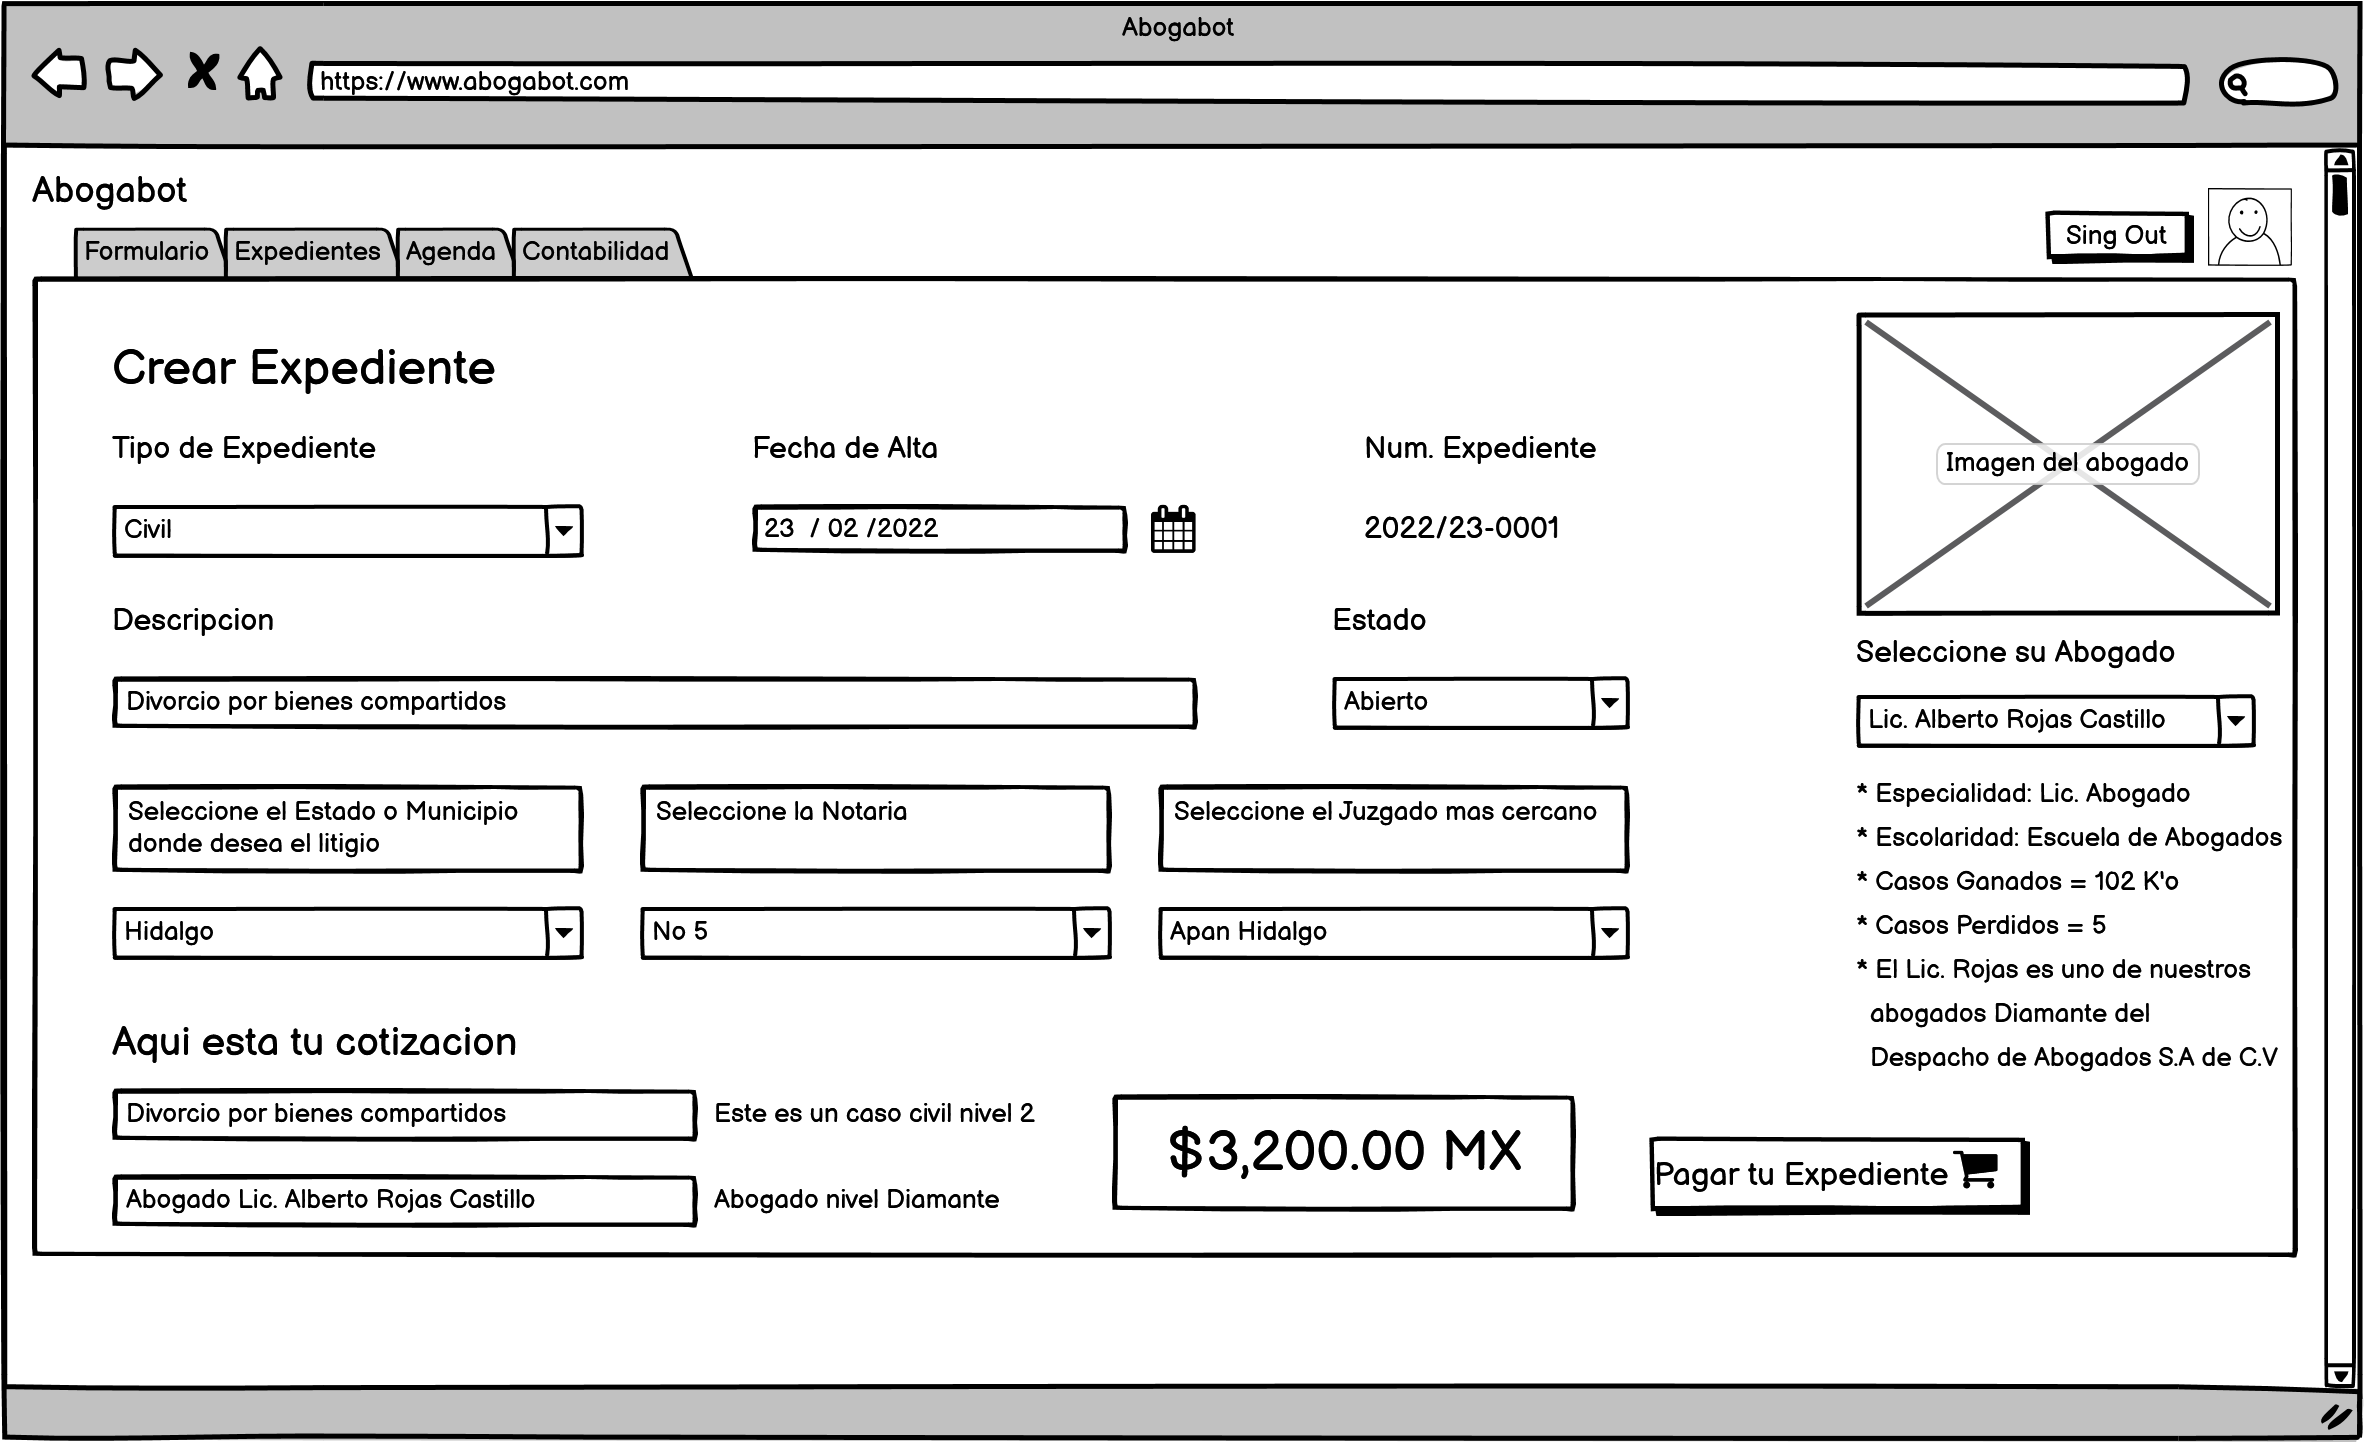 Abogabot
https://www.abogabot.com
Abogabot
Sing Out
Formulario
Expedientes
Agenda
Contabilidad
Crear Expediente
Tipo de Expediente
Fecha de Alta
Num. Expediente
Civil
23 / 02 /2022
2022/23-0001
Imagen del abogado
Descripcion
Estado
Divorcio por bienes compartidos
Abierto
Seleccione su Abogado
Lic. Alberto Rojas Castillo
Seleccione el Estado o Municipio
donde desea el litigio
Seleccione la Notaria
Seleccione el Juzgado mas cercano
Hidalgo
No 5
Apan Hidalgo
* Especialidad: Lic. Abogado
* Escolaridad: Escuela de Abogados
* Casos Ganados = 102 K'o
* Casos Perdidos = 5
* El Lic. Rojas es uno de nuestros
abogados Diamante del
Despacho de Abogados S.A de C.V
Aqui esta tu cotizacion
Divorcio por bienes compartidos
Este es un caso civil nivel 2
Abogado Lic. Alberto Rojas Castillo
Abogado nivel Diamante
$3,200.00 MX
Pagar tu Expediente